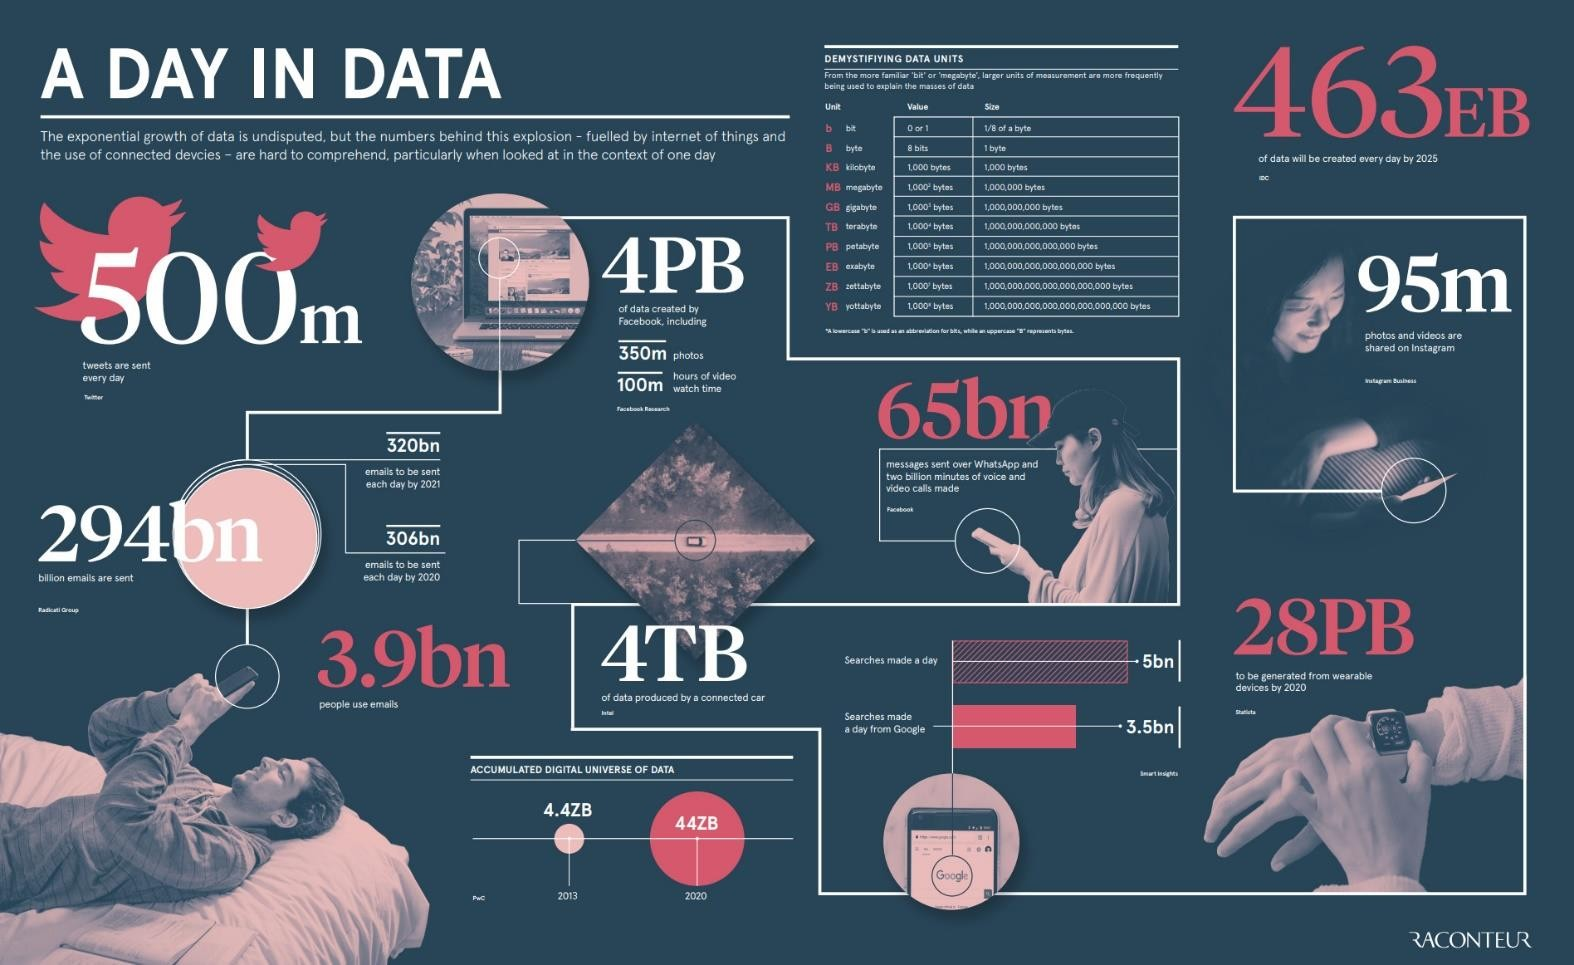 A DAY IN DATA
The exponential growth of data is undisputed, but the numbers behind this explosion - fuelled by internet of things and
the use of connected devcies – are hard to comprehend, particularly when looked at in the context of one day
500m
tweets are sent
every day
Twitter
4PB
of data created by
Facebook, including
350m photos
100m hours of video
watch time
Facebook Research
DEMYSTIFIYING DATA UNITS
From the more familiar 'bit' or 'megabyte', larger units of measurement are more frequently
being used to explain the masses of data
Unit Value Size
b bit 0 or 1 1/8 of a byte
B byte 8 bits 1 byte
KB kilobyte 1,000 bytes 1,000 bytes
MB megabyte 1,000² bytes 1,000,000 bytes
GB gigabyte 1,000³ bytes 1,000,000,000 bytes
TB terabyte 1,000⁴ bytes 1,000,000,000,000 bytes
PB petabyte 1,000⁵ bytes 1,000,000,000,000,000 bytes
EB exabyte 1,000⁶ bytes 1,000,000,000,000,000,000 bytes
ZB zettabyte 1,000⁷ bytes 1,000,000,000,000,000,000,000 bytes
YB yottabyte 1,000⁸ bytes 1,000,000,000,000,000,000,000,000 bytes
*A lowercase "b" is used as an abbreviation for bits, while an uppercase "B" represents bytes.
463EB
of data will be created every day by 2025
IDC
95m
photos and videos are
shared on Instagram
Instagram Business
65bn
messages sent over WhatsApp and
two billion minutes of voice and
video calls made
Facebook
320bn
emails to be sent
each day by 2021
306bn
emails to be sent
each day by 2020
294bn
billion emails are sent
Radicati Group
3.9bn
people use emails
4TB
of data produced by a connected car
Intel
ACCUMULATED DIGITAL UNIVERSE OF DATA
4.4ZB
44ZB
2013
2020
PwC
Searches made a day 5bn
Searches made
a day from Google 3.5bn
Smart Insights
Google
28PB
to be generated from wearable
devices by 2020
Statista
RACONTEUR